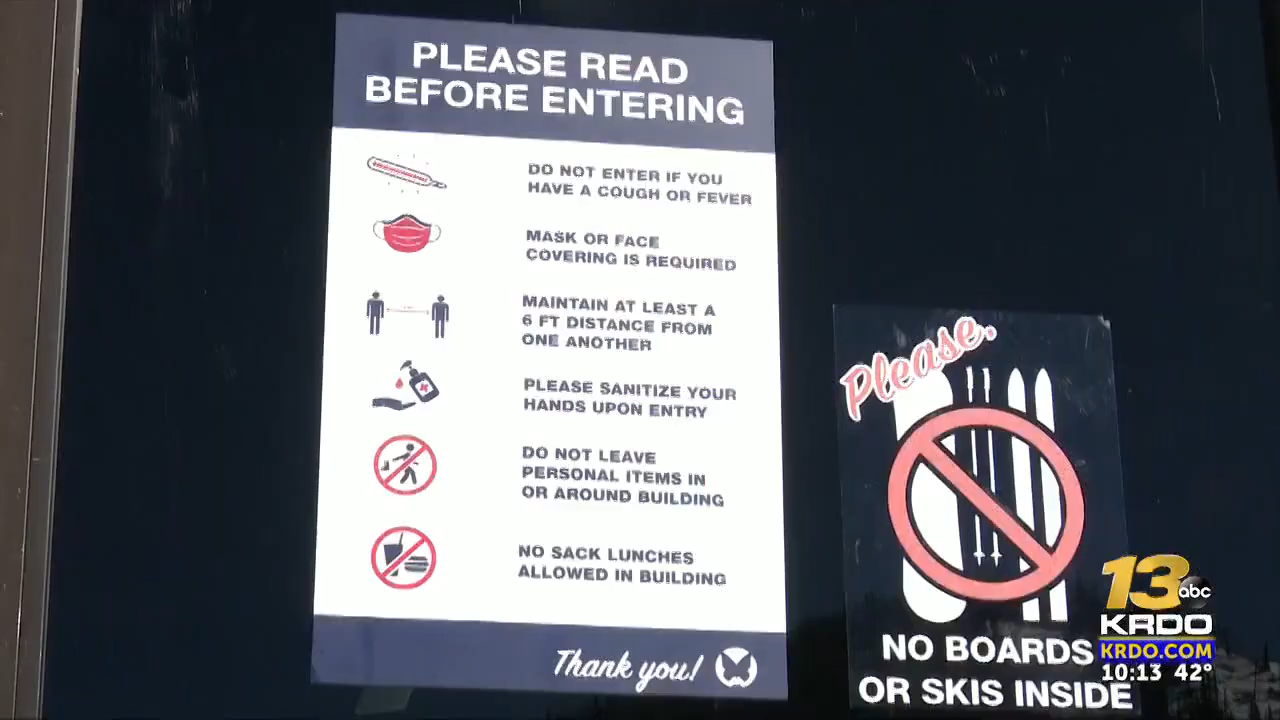 PLEASE READ
BEFORE ENTERING
DO NOT ENTER IF YOU
HAVE A COUGH OR FEVER
MASK OR FACE
COVERING IS REQUIRED
MAINTAIN AT LEAST A
6 FT DISTANCE FROM
ONE ANOTHER
PLEASE SANITIZE YOUR
HANDS UPON ENTRY
DO NOT LEAVE
PERSONAL ITEMS IN
OR AROUND BUILDING
NO SACK LUNCHES
ALLOWED IN BUILDING
Thank you!
Please.
NO BOARDS
OR SKIS INSIDE
13 abc
KRDO
KRDO.COM
10:13 42°